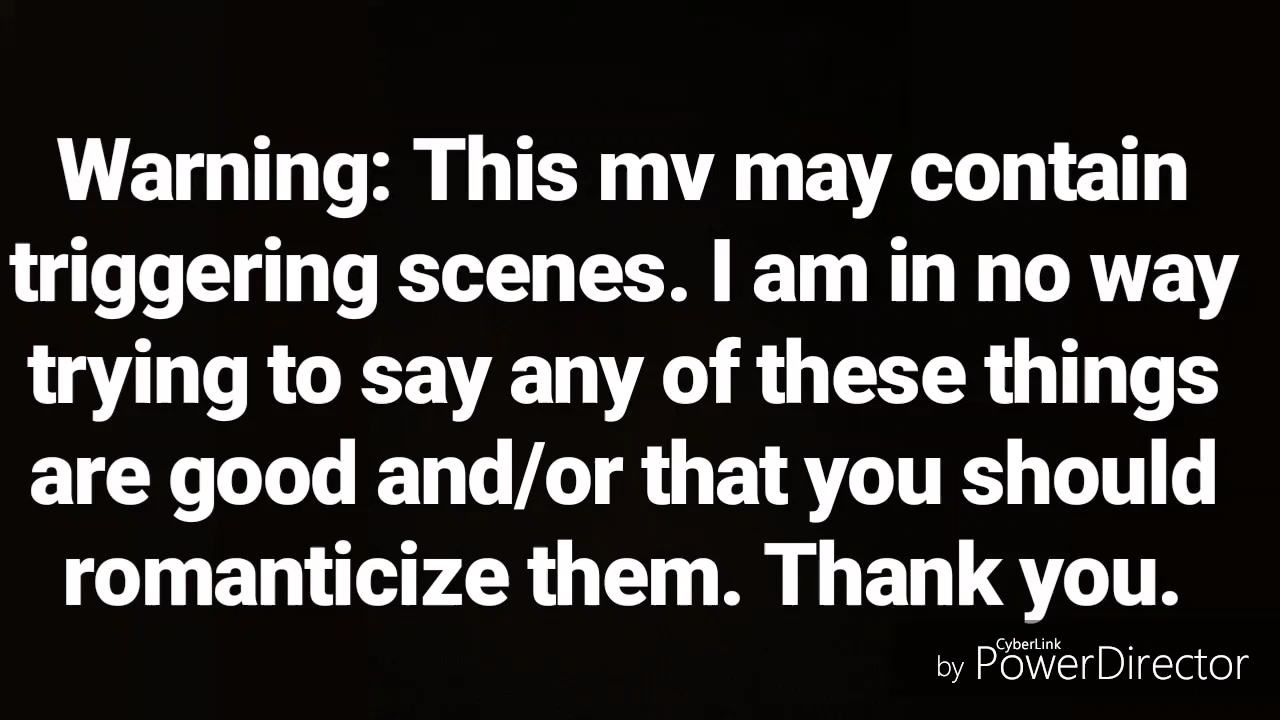 Warning: This mv may contain
triggering scenes. I am in no way
trying to say any of these things
are good and/or that you should
romanticize them. Thank you.
CyberLink
by PowerDirector